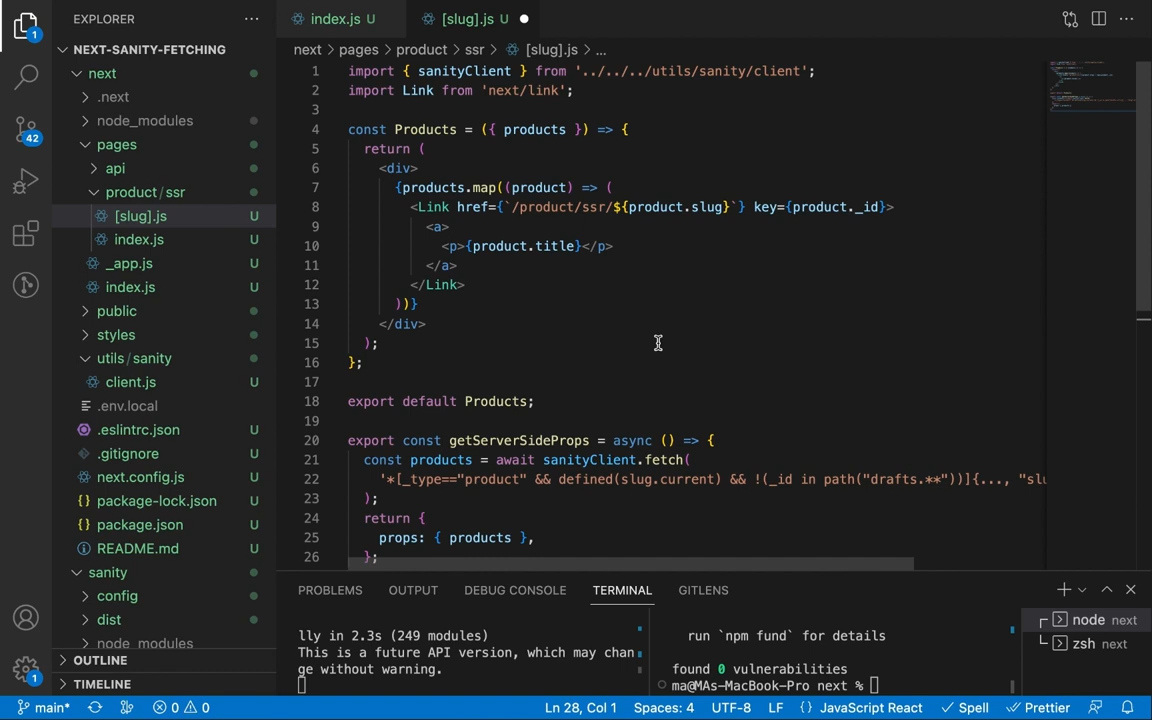 EXPLORER
index.js U
[slug].js U
NEXT-SANITY-FETCHING
next > pages > product > ssr > [slug].js > ...
next
.next
node_modules
pages
api
product/ssr
[slug].js U
index.js U
_app.js U
index.js U
public
styles
utils/sanity
client.js U
.env.local
.eslintrc.json U
.gitignore U
next.config.js U
package-lock.json U
package.json U
README.md U
sanity
config
dist
node_modules
OUTLINE
TIMELINE
1
42
1
1 import { sanityClient } from '../../../utils/sanity/client';
2 import Link from 'next/link';
3
4 const Products = ({ products }) => {
5 return (
6 <div>
7 {products.map((product) => (
8 <Link href={`/product/ssr/${product.slug}`} key={product._id}>
9 <a>
10 <p>{product.title}</p>
11 </a>
12 </Link>
13 ))}
14 </div>
15 );
16 };
17
18 export default Products;
19
20 export const getServerSideProps = async () => {
21 const products = await sanityClient.fetch(
22 '*[_type=="product" && defined(slug.current) && !(_id in path("drafts.**"))]{..., "slu
23 );
24 return {
25 props: { products },
26 };
PROBLEMS OUTPUT DEBUG CONSOLE TERMINAL GITLENS
lly in 2.3s (249 modules)
This is a future API version, which may chan
ge without warning.
run `npm fund` for details
found 0 vulnerabilities
ma@MAs-MacBook-Pro next %
node next
zsh next
main* 0 0 Ln 28, Col 1 Spaces: 4 UTF-8 LF {} JavaScript React Spell Prettier